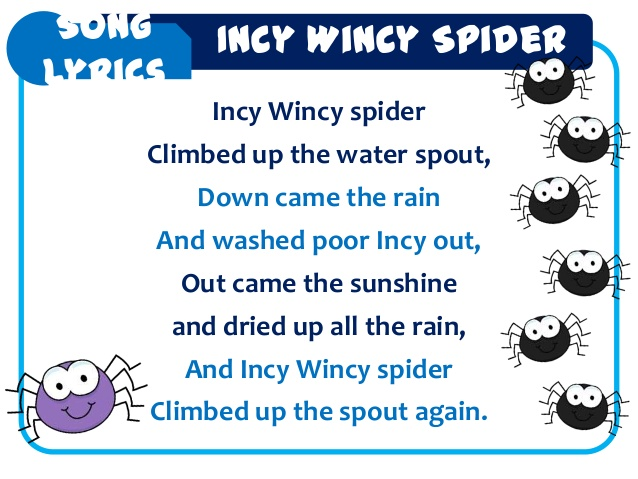 SONG
LYRICS
INCY WINCY SPIDER
Incy Wincy spider
Climbed up the water spout,
Down came the rain
And washed poor Incy out,
Out came the sunshine
and dried up all the rain,
And Incy Wincy spider
Climbed up the spout again.